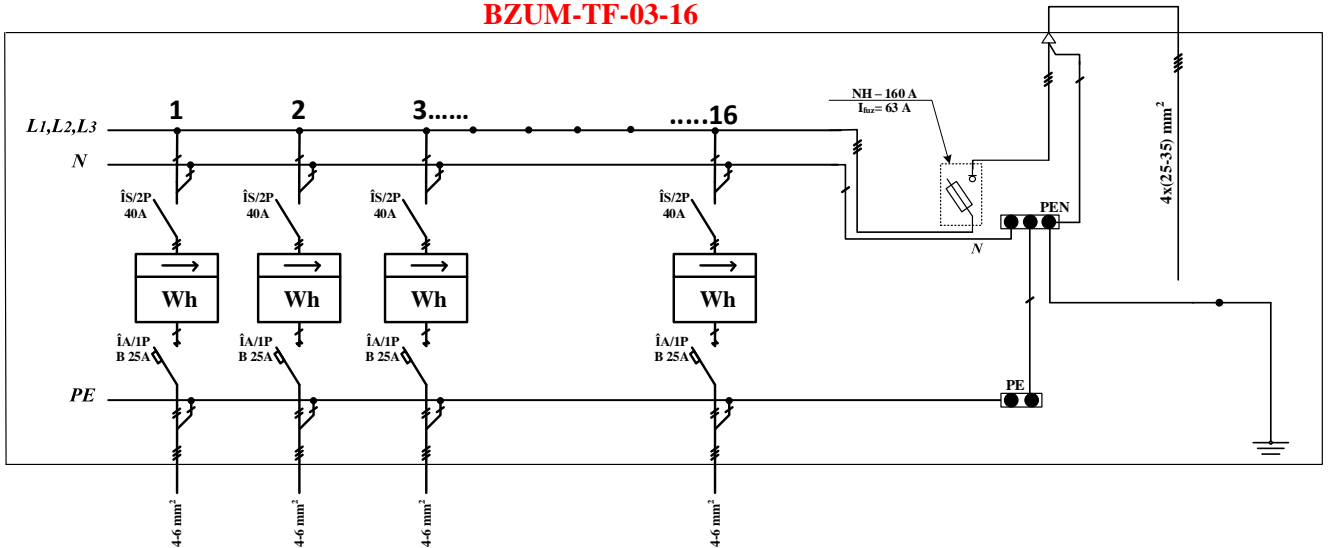 BZUM-TF-03-16
1
2
3......
.....16
L1,L2,L3
N
NH – 160 A
Ifuz= 63 A
4x(25-35) mm²
ÎS/2P
40A
ÎS/2P
40A
ÎS/2P
40A
ÎS/2P
40A
PEN
N
Wh
Wh
Wh
Wh
ÎA/1P
B 25A
ÎA/1P
B 25A
ÎA/1P
B 25A
ÎA/1P
B 25A
PE
PE
4-6 mm²
4-6 mm²
4-6 mm²
4-6 mm²